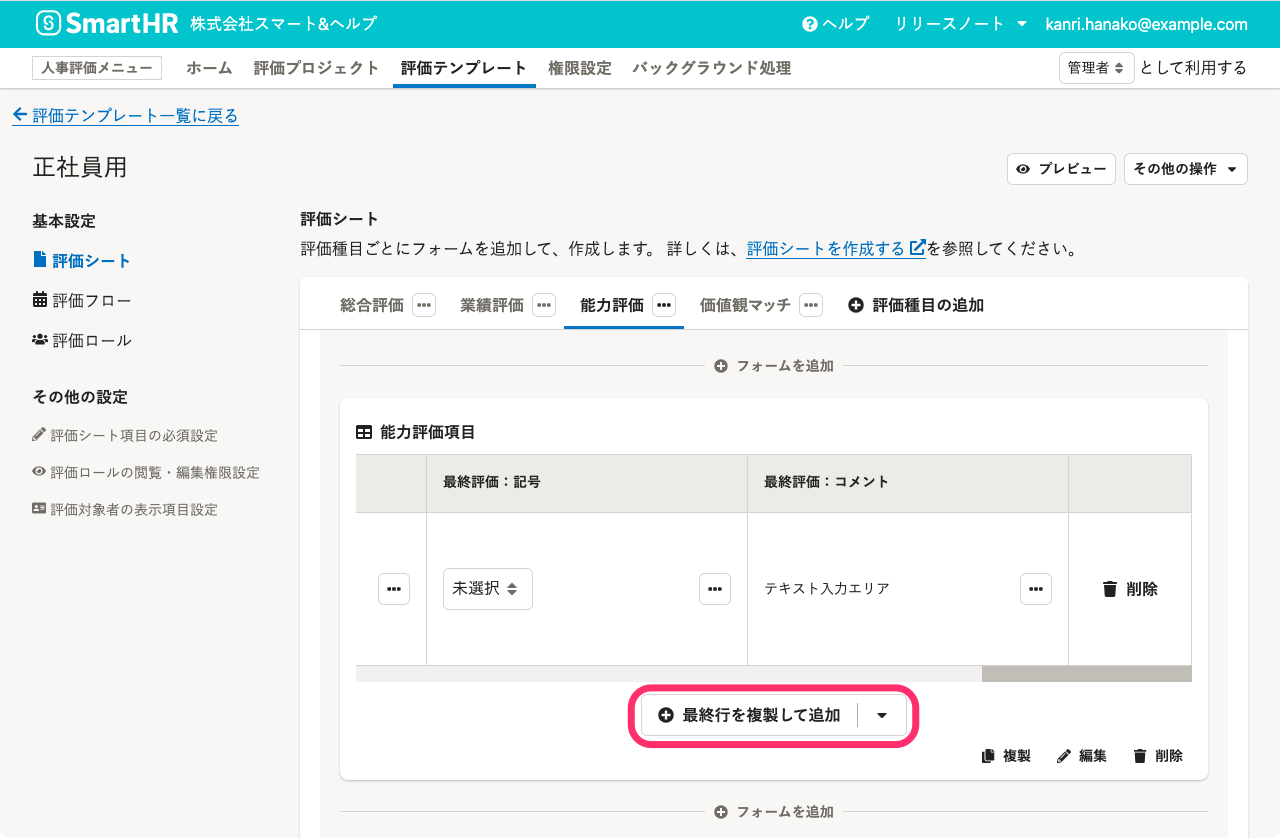 SmartHR 株式会社スマート&ヘルプ ヘルプ リリースノート kanri.hanako@example.com
人事評価メニュー ホーム 評価プロジェクト 評価テンプレート 権限設定 バックグラウンド処理 管理者 として利用する
評価テンプレート一覧に戻る
正社員用 プレビュー その他の操作
基本設定
評価シート
評価フロー
評価ロール
その他の設定
評価シート項目の必須設定
評価ロールの閲覧・編集権限設定
評価対象者の表示項目設定
評価シート
評価種目ごとにフォームを追加して、作成します。 詳しくは、評価シートを作成するを参照してください。
総合評価 業績評価 能力評価 価値観マッチ 評価種目の追加
フォームを追加
能力評価項目
最終評価：記号 最終評価：コメント
未選択 テキスト入力エリア 削除
最終行を複製して追加
複製 編集 削除
フォームを追加